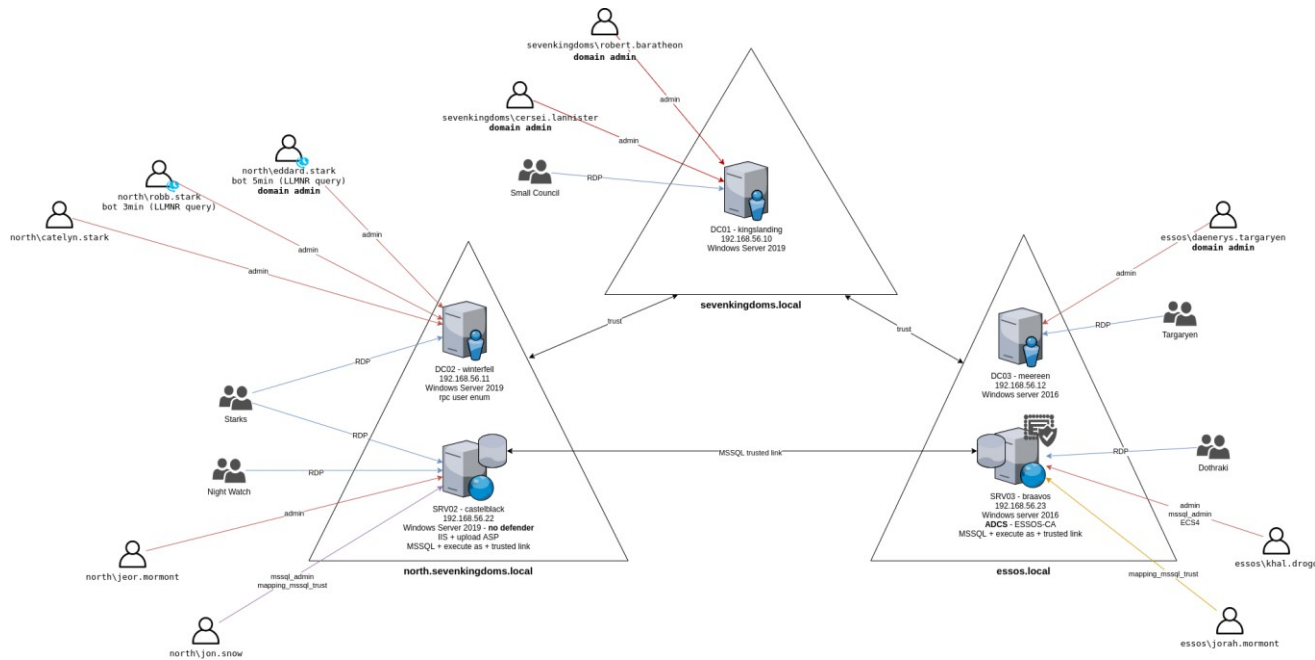 sevenkingdoms\robert.baratheon
domain admin
admin
sevenkingdoms\cersei.lannister
domain admin
admin
Small Council
RDP
DC01 - kingslanding
192.168.56.10
Windows Server 2019
sevenkingdoms.local
north\eddard.stark
bot 5min (LLMNR query)
domain admin
admin
north\robb.stark
bot 3min (LLMNR query)
admin
north\catelyn.stark
admin
trust
trust
DC02 - winterfell
192.168.56.11
Windows Server 2019
rpc user enum
RDP
Starks
RDP
Night Watch
RDP
SRV02 - castelblack
192.168.56.22
Windows Server 2019 - no defender
IIS + upload ASP
MSSQL + execute as + trusted link
admin
north\jeor.mormont
mssql_admin
mapping_mssql_trust
north\jon.snow
north.sevenkingdoms.local
MSSQL trusted link
essos\daenerys.targaryen
domain admin
admin
RDP
Targaryen
DC03 - meereen
192.168.56.12
Windows server 2016
RDP
Dothraki
SRV03 - braavos
192.168.56.23
Windows server 2016
ADCS - ESSOS-CA
MSSQL + execute as + trusted link
admin
mssql_admin
ECS4
essos\khal.drogo
mapping_mssql_trust
essos\jorah.mormont
essos.local